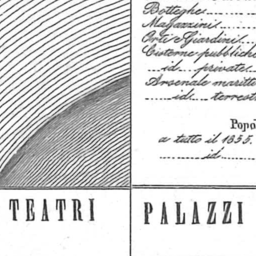 Botteghe
Magazzini
Orti e Giardini
Cisterne pubbliche
id. private
Arsenale maritt
id. terrest
Popo
a tutto il 1855.
id
TEATRI
PALAZZI